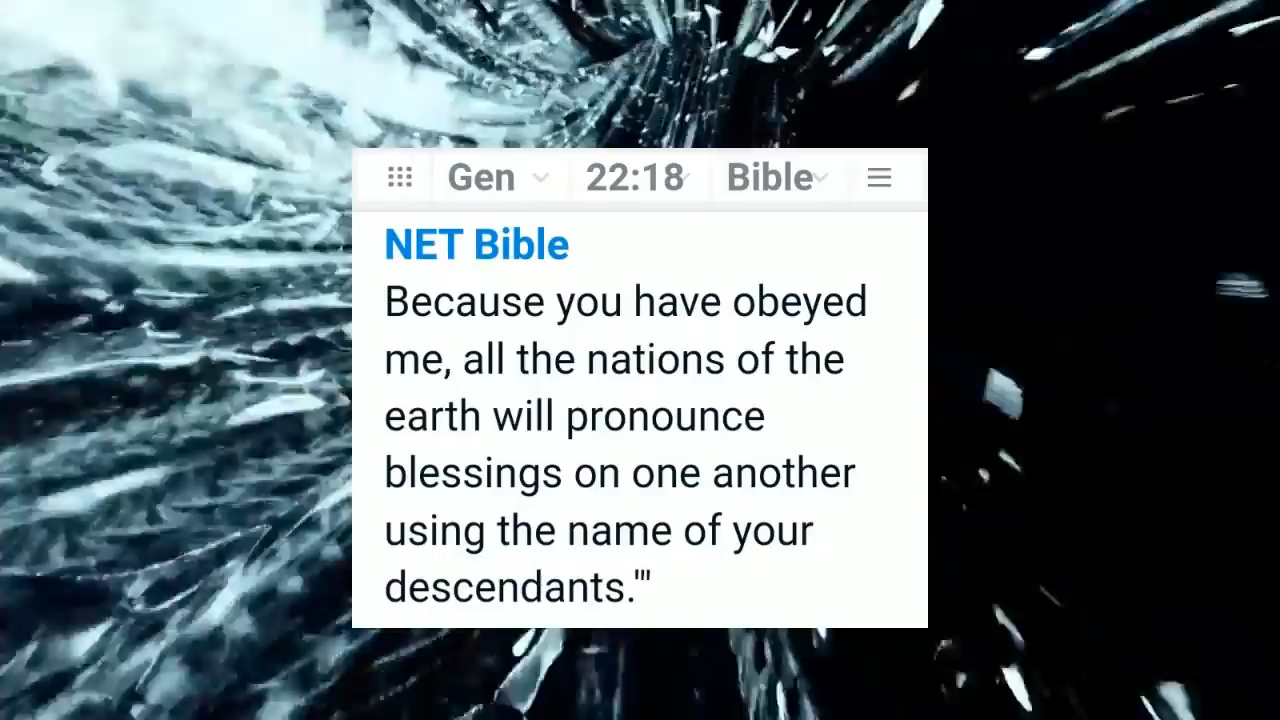 Gen 22:18 Bible
NET Bible
Because you have obeyed
me, all the nations of the
earth will pronounce
blessings on one another
using the name of your
descendants.'"